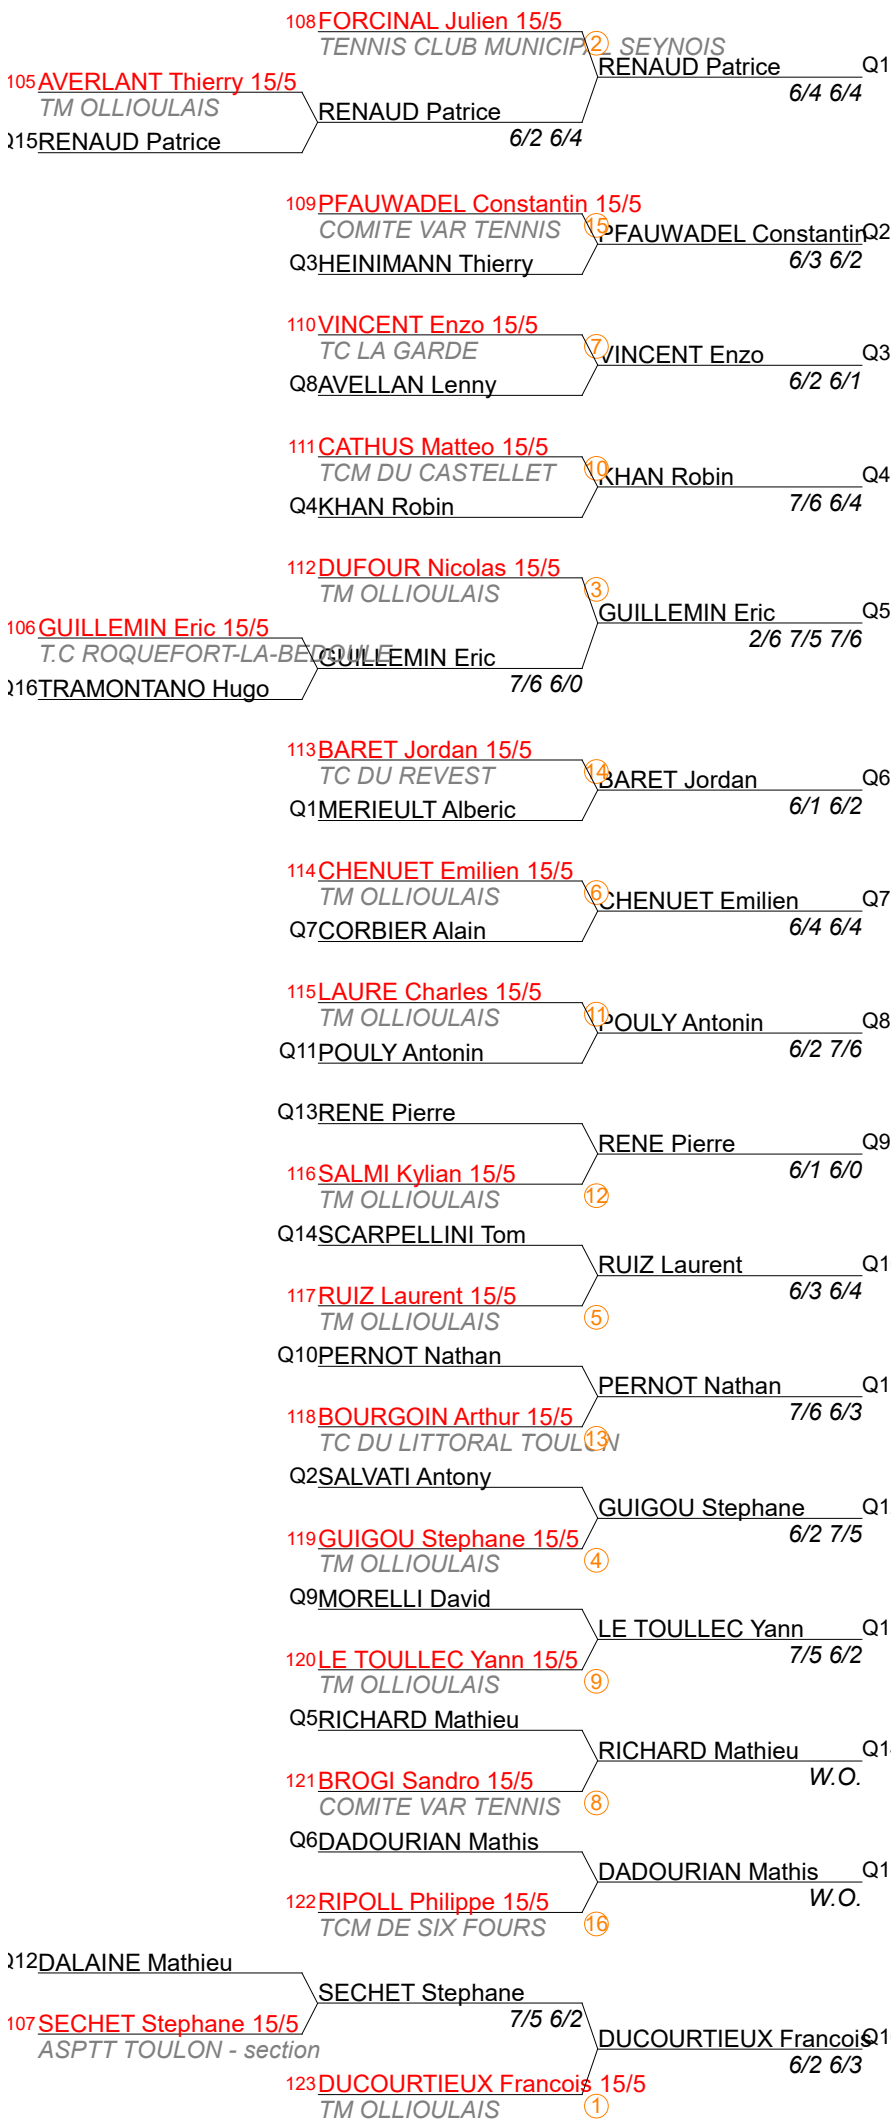 108 FORCINAL Julien 15/5
TENNIS CLUB MUNICIPAL SEYNOIS
2
RENAUD Patrice Q1
6/4 6/4
105 AVERLANT Thierry 15/5
TM OLLIOULAIS
RENAUD Patrice
6/2 6/4
Q15 RENAUD Patrice
109 PFAUWADEL Constantin 15/5
COMITE VAR TENNIS
15
PFAUWADEL Constantin Q2
6/3 6/2
Q3 HEINIMANN Thierry
110 VINCENT Enzo 15/5
TC LA GARDE
7
VINCENT Enzo Q3
6/2 6/1
Q8 AVELLAN Lenny
111 CATHUS Matteo 15/5
TCM DU CASTELLET
10
KHAN Robin Q4
7/6 6/4
Q4 KHAN Robin
112 DUFOUR Nicolas 15/5
TM OLLIOULAIS
3
GUILLEMIN Eric Q5
2/6 7/5 7/6
106 GUILLEMIN Eric 15/5
T.C ROQUEFORT-LA-BEDOULE
GUILLEMIN Eric
7/6 6/0
Q16 TRAMONTANO Hugo
113 BARET Jordan 15/5
TC DU REVEST
14
BARET Jordan Q6
6/1 6/2
Q1 MERIEULT Alberic
114 CHENUET Emilien 15/5
TM OLLIOULAIS
6
CHENUET Emilien Q7
6/4 6/4
Q7 CORBIER Alain
115 LAURE Charles 15/5
TM OLLIOULAIS
11
POULY Antonin Q8
6/2 7/6
Q11 POULY Antonin
Q13 RENE Pierre
RENE Pierre Q9
6/1 6/0
116 SALMI Kylian 15/5
TM OLLIOULAIS
12
Q14 SCARPELLINI Tom
RUIZ Laurent Q1
6/3 6/4
117 RUIZ Laurent 15/5
TM OLLIOULAIS
5
Q10 PERNOT Nathan
PERNOT Nathan Q1
7/6 6/3
118 BOURGOIN Arthur 15/5
TC DU LITTORAL TOULON
13
Q2 SALVATI Antony
GUIGOU Stephane Q1
6/2 7/5
119 GUIGOU Stephane 15/5
TM OLLIOULAIS
4
Q9 MORELLI David
LE TOULLEC Yann Q1
7/5 6/2
120 LE TOULLEC Yann 15/5
TM OLLIOULAIS
9
Q5 RICHARD Mathieu
RICHARD Mathieu Q1
W.O.
121 BROGI Sandro 15/5
COMITE VAR TENNIS
8
Q6 DADOURIAN Mathis
DADOURIAN Mathis Q1
W.O.
122 RIPOLL Philippe 15/5
TCM DE SIX FOURS
16
Q12 DALAINE Mathieu
SECHET Stephane
7/5 6/2
107 SECHET Stephane 15/5
ASPTT TOULON - section
DUCOURTIEUX Francois Q1
6/2 6/3
123 DUCOURTIEUX Francois 15/5
TM OLLIOULAIS
1